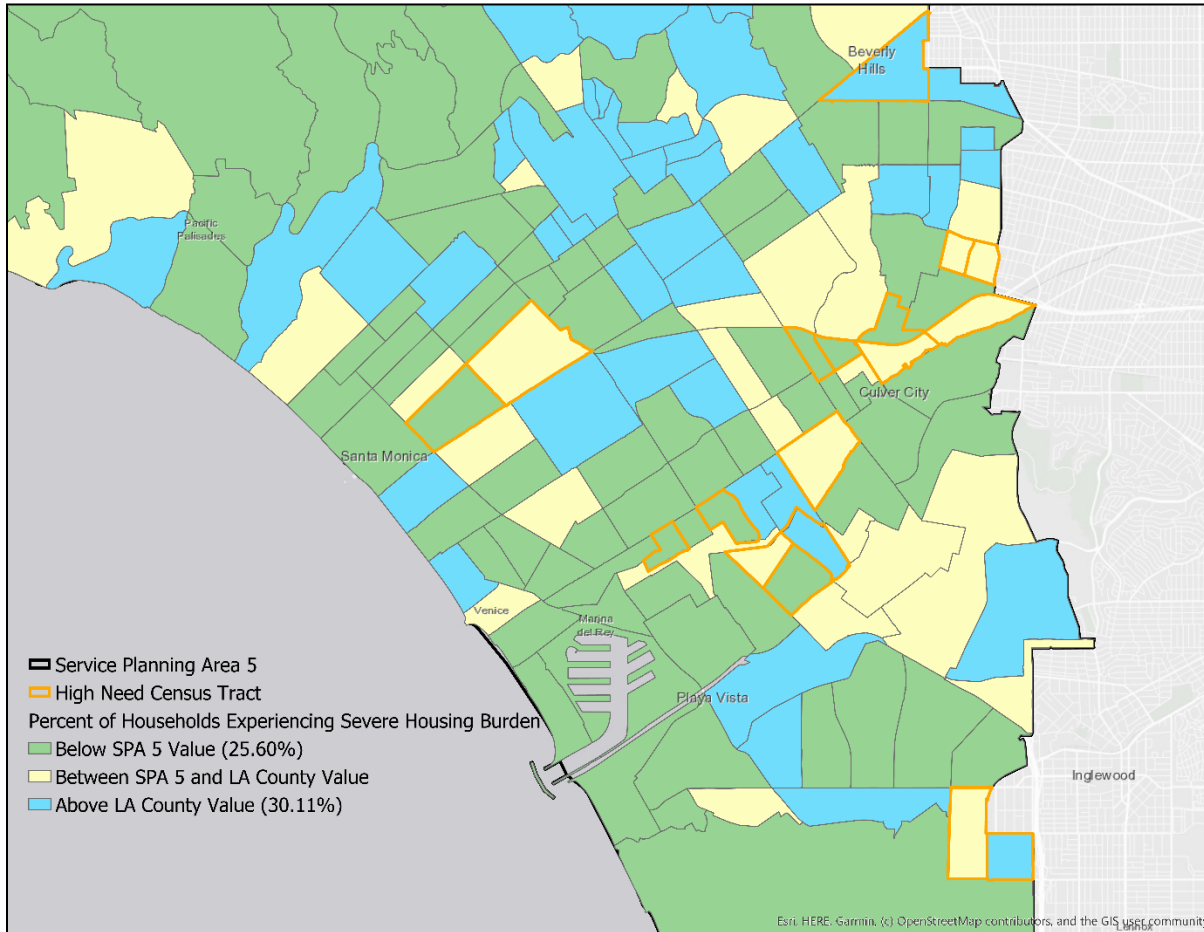 Beverly
Hills
Pacific
Palisades
Culver City
Santa Monica
Venice
Marina
del Rey
Playa Vista
Inglewood
Service Planning Area 5
High Need Census Tract
Percent of Households Experiencing Severe Housing Burden
Below SPA 5 Value (25.60%)
Between SPA 5 and LA County Value
Above LA County Value (30.11%)
Esri, HERE, Garmin, (c) OpenStreetMap contributors, and the GIS user community
Lennox